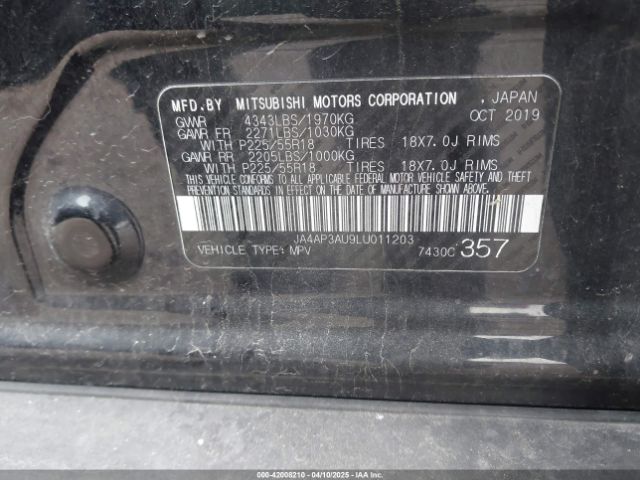 MFD.BY MITSUBISHI MOTORS CORPORATION , JAPAN
GVWR 4343LBS/1970KG OCT 2019
GAWR FR 2271LBS/1030KG
WITH P225/55R18 TIRES 18X7.0J RIMS
GAWR RR 2205LBS/1000KG
WITH P225/55R18 TIRES 18X7.0J RIMS
THIS VEHICLE CONFORMS TO ALL APPLICABLE FEDERAL MOTOR VEHICLE SAFETY AND THEFT
PREVENTION STANDARDS IN EFFECT ON THE DATE OF MANUFACTURE SHOWN ABOVE.
JA4AP3AU9LU011203
VEHICLE TYPE: MPV 7430C 357
000-42008210 - 04/10/2025 - COPYRIGHT IAA, LLC.